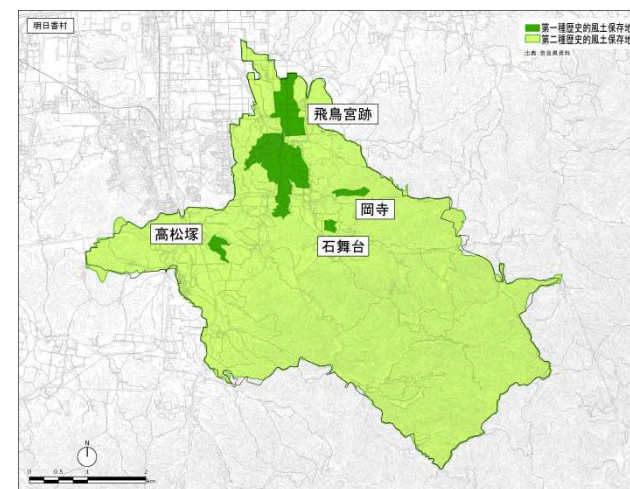 明日香村
第一種歴史的風土保存地
第二種歴史的風土保存地
出典:奈良県資料
飛鳥宮跡
岡寺
高松塚
石舞台
N
0 0.5 1 2
km